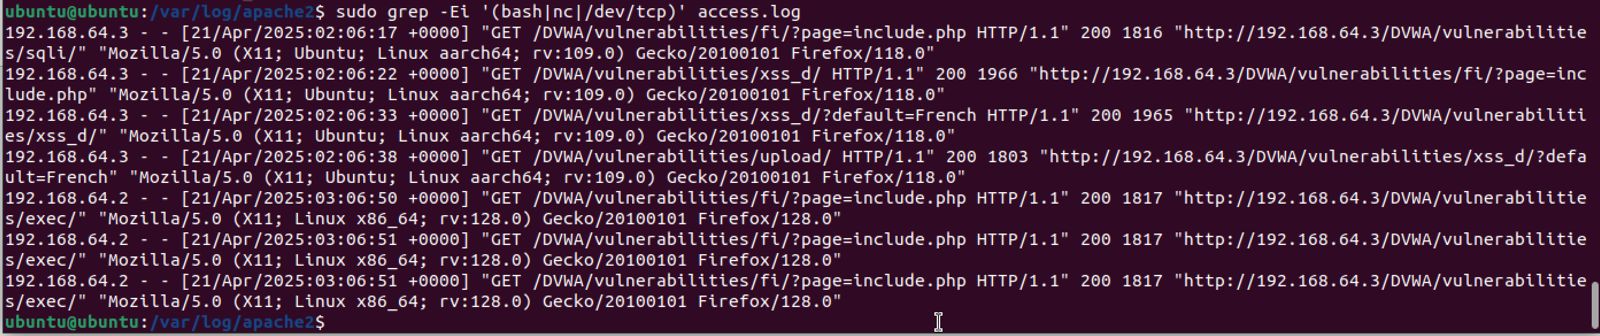 ubuntu@ubuntu:/var/log/apache2$ sudo grep -Ei '(bash|nc|/dev/tcp)' access.log
192.168.64.3 - - [21/Apr/2025:02:06:17 +0000] "GET /DVWA/vulnerabilities/fi/?page=include.php HTTP/1.1" 200 1816 "http://192.168.64.3/DVWA/vulnerabilitie
s/sqli/" "Mozilla/5.0 (X11; Ubuntu; Linux aarch64; rv:109.0) Gecko/20100101 Firefox/118.0"
192.168.64.3 - - [21/Apr/2025:02:06:22 +0000] "GET /DVWA/vulnerabilities/xss_d/ HTTP/1.1" 200 1966 "http://192.168.64.3/DVWA/vulnerabilities/fi/?page=inc
lude.php" "Mozilla/5.0 (X11; Ubuntu; Linux aarch64; rv:109.0) Gecko/20100101 Firefox/118.0"
192.168.64.3 - - [21/Apr/2025:02:06:33 +0000] "GET /DVWA/vulnerabilities/xss_d/?default=French HTTP/1.1" 200 1965 "http://192.168.64.3/DVWA/vulnerabiliti
es/xss_d/" "Mozilla/5.0 (X11; Ubuntu; Linux aarch64; rv:109.0) Gecko/20100101 Firefox/118.0"
192.168.64.3 - - [21/Apr/2025:02:06:38 +0000] "GET /DVWA/vulnerabilities/upload/ HTTP/1.1" 200 1803 "http://192.168.64.3/DVWA/vulnerabilities/xss_d/?defa
ult=French" "Mozilla/5.0 (X11; Ubuntu; Linux aarch64; rv:109.0) Gecko/20100101 Firefox/118.0"
192.168.64.2 - - [21/Apr/2025:03:06:50 +0000] "GET /DVWA/vulnerabilities/fi/?page=include.php HTTP/1.1" 200 1817 "http://192.168.64.3/DVWA/vulnerabilitie
s/exec/" "Mozilla/5.0 (X11; Linux x86_64; rv:128.0) Gecko/20100101 Firefox/128.0"
192.168.64.2 - - [21/Apr/2025:03:06:51 +0000] "GET /DVWA/vulnerabilities/fi/?page=include.php HTTP/1.1" 200 1817 "http://192.168.64.3/DVWA/vulnerabilitie
s/exec/" "Mozilla/5.0 (X11; Linux x86_64; rv:128.0) Gecko/20100101 Firefox/128.0"
192.168.64.2 - - [21/Apr/2025:03:06:51 +0000] "GET /DVWA/vulnerabilities/fi/?page=include.php HTTP/1.1" 200 1817 "http://192.168.64.3/DVWA/vulnerabilitie
s/exec/" "Mozilla/5.0 (X11; Linux x86_64; rv:128.0) Gecko/20100101 Firefox/128.0"
ubuntu@ubuntu:/var/log/apache2$